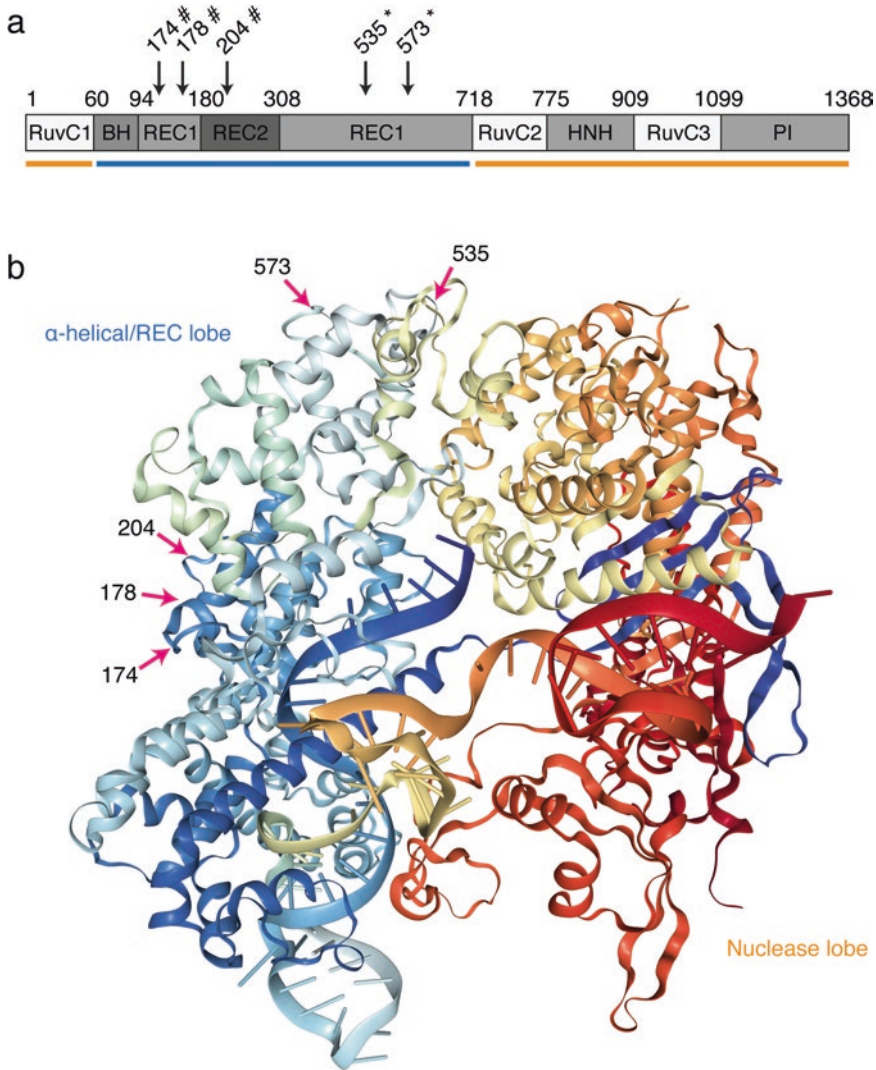 a
174 # 178 # 204 # 535 * 573 *
1 60 94 180 308 718 775 909 1099 1368
RuvC1 BH REC1 REC2 REC1 RuvC2 HNH RuvC3 PI
b
573 535
α-helical/REC lobe
204
178
174
Nuclease lobe